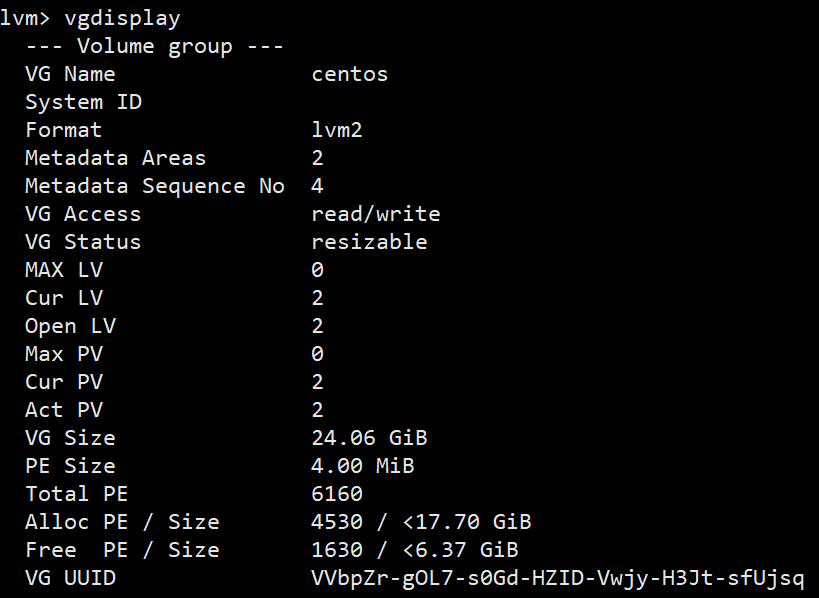 lvm> vgdisplay
--- Volume group ---
VG Name centos
System ID
Format lvm2
Metadata Areas 2
Metadata Sequence No 4
VG Access read/write
VG Status resizable
MAX LV 0
Cur LV 2
Open LV 2
Max PV 0
Cur PV 2
Act PV 2
VG Size 24.06 GiB
PE Size 4.00 MiB
Total PE 6160
Alloc PE / Size 4530 / <17.70 GiB
Free  PE / Size 1630 / <6.37 GiB
VG UUID VVbpZr-gOL7-s0Gd-HZID-Vwjy-H3Jt-sfUjsq